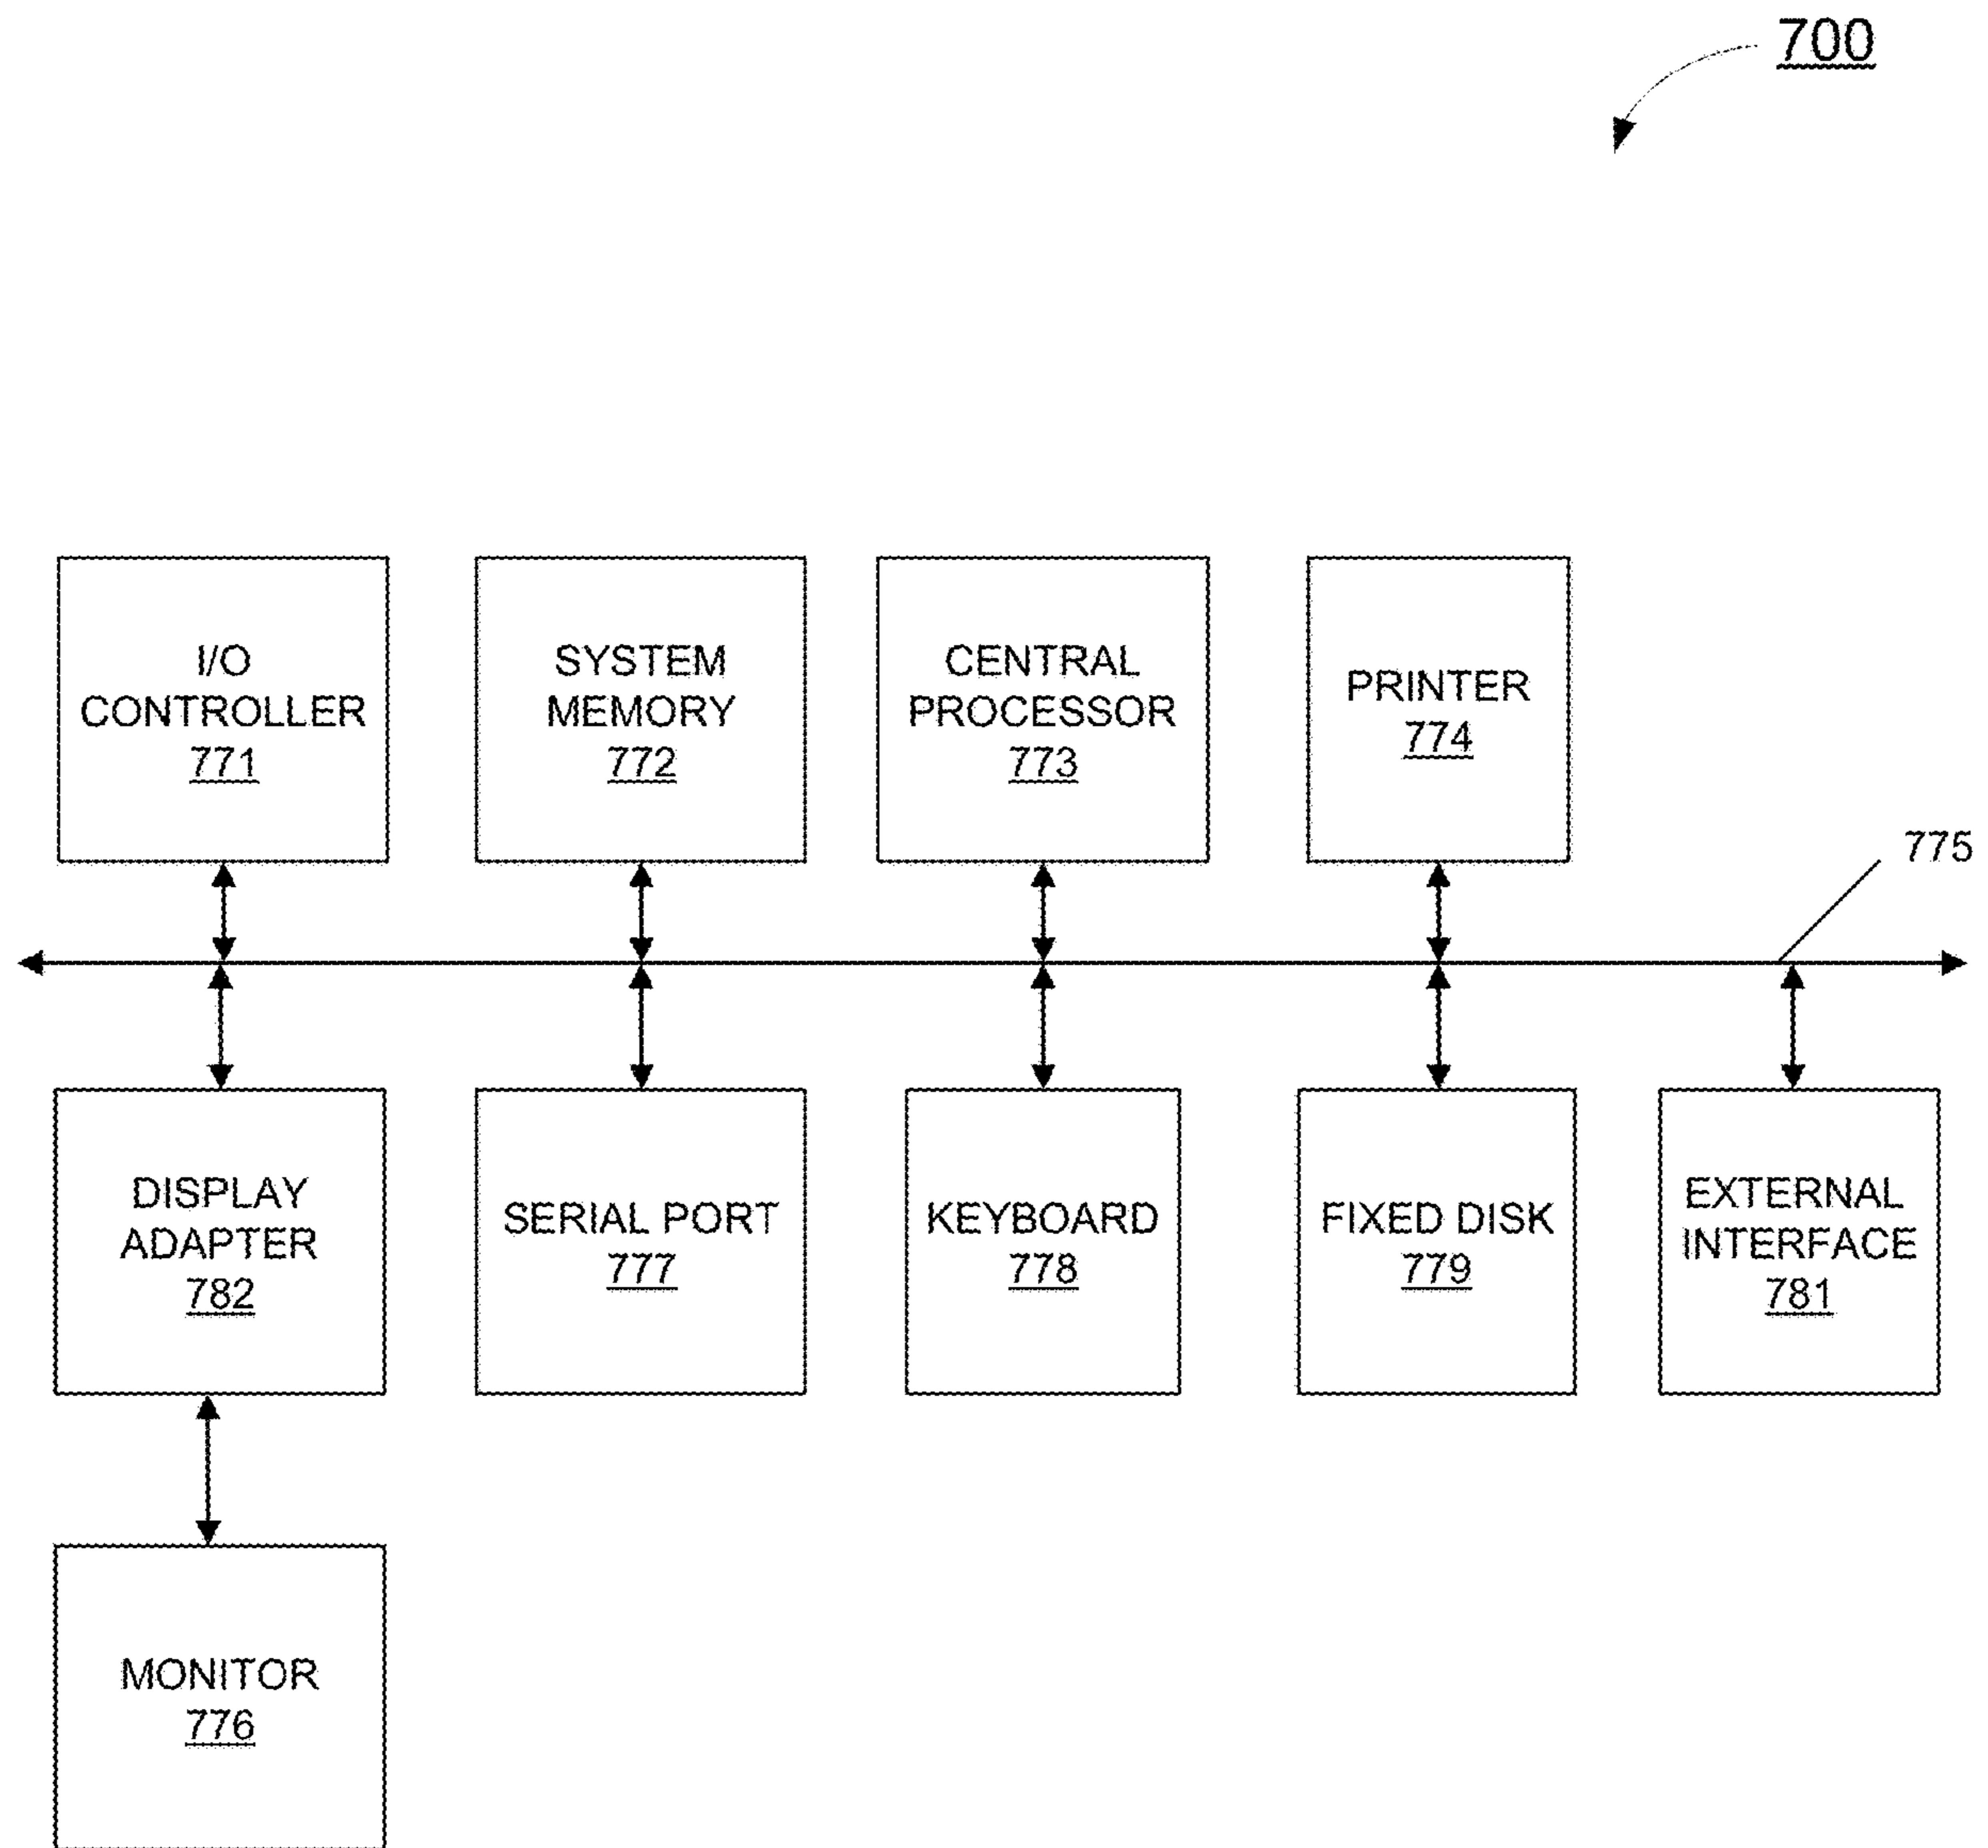 700
I/O
CONTROLLER
771
SYSTEM
MEMORY
772
CENTRAL
PROCESSOR
773
PRINTER
774
775
DISPLAY
ADAPTER
782
SERIAL PORT
777
KEYBOARD
778
FIXED DISK
779
EXTERNAL
INTERFACE
781
MONITOR
776